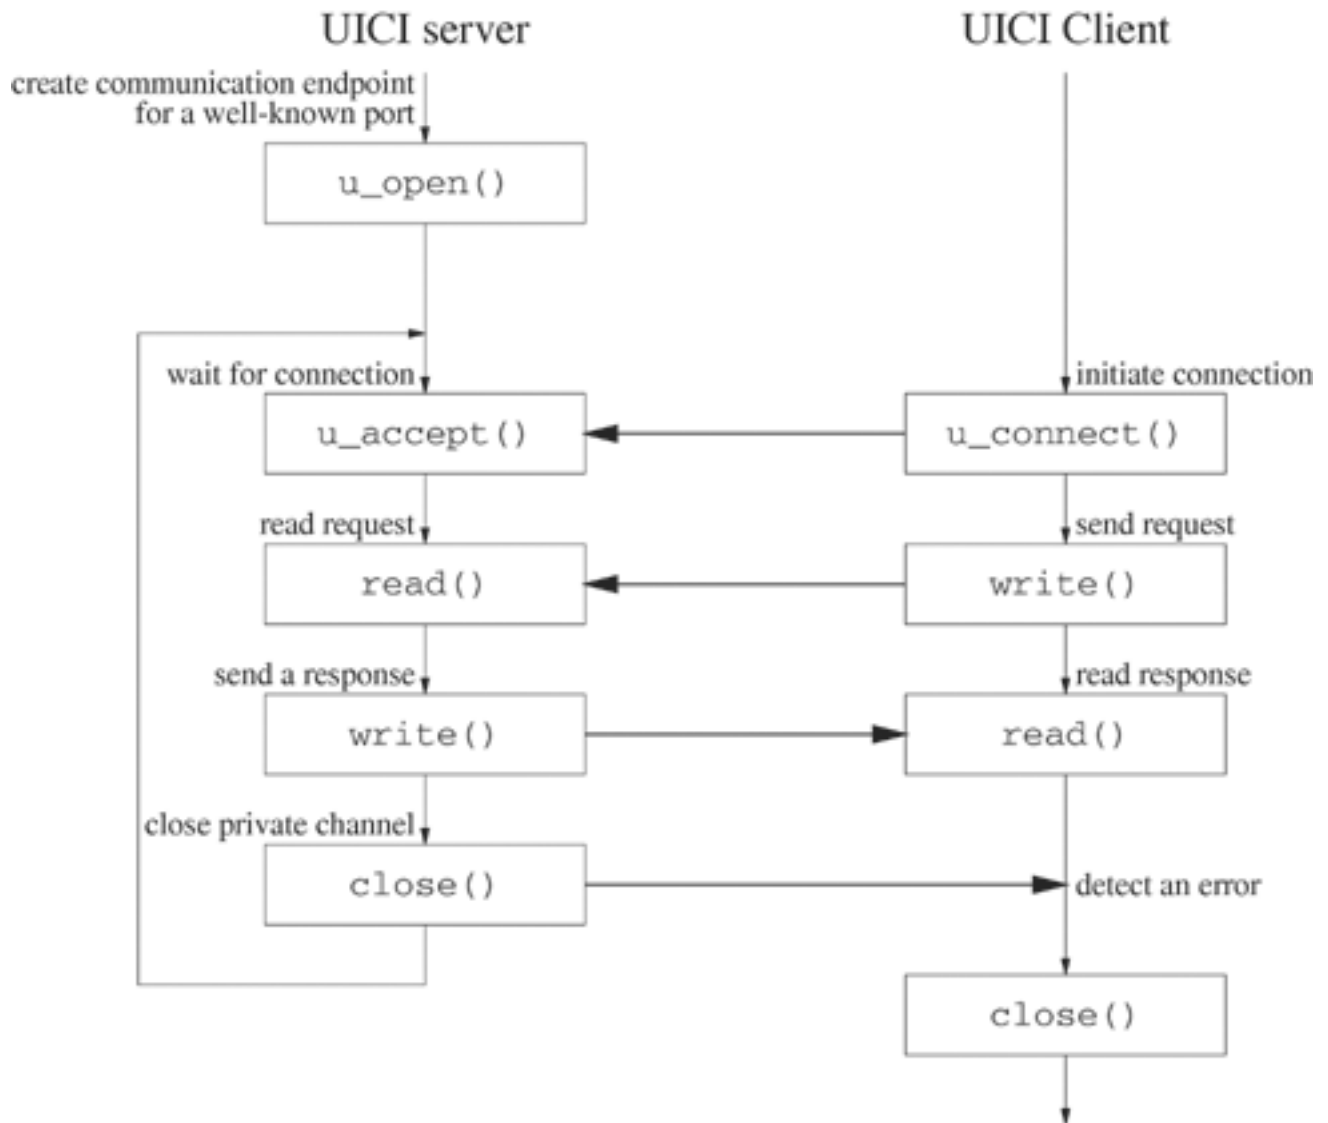 UICI server
UICI Client
create communication endpoint
for a well-known port
u_open()
wait for connection
initiate connection
u_accept()
u_connect()
read request
send request
read()
write()
send a response
read response
write()
read()
close private channel
close()
detect an error
close()